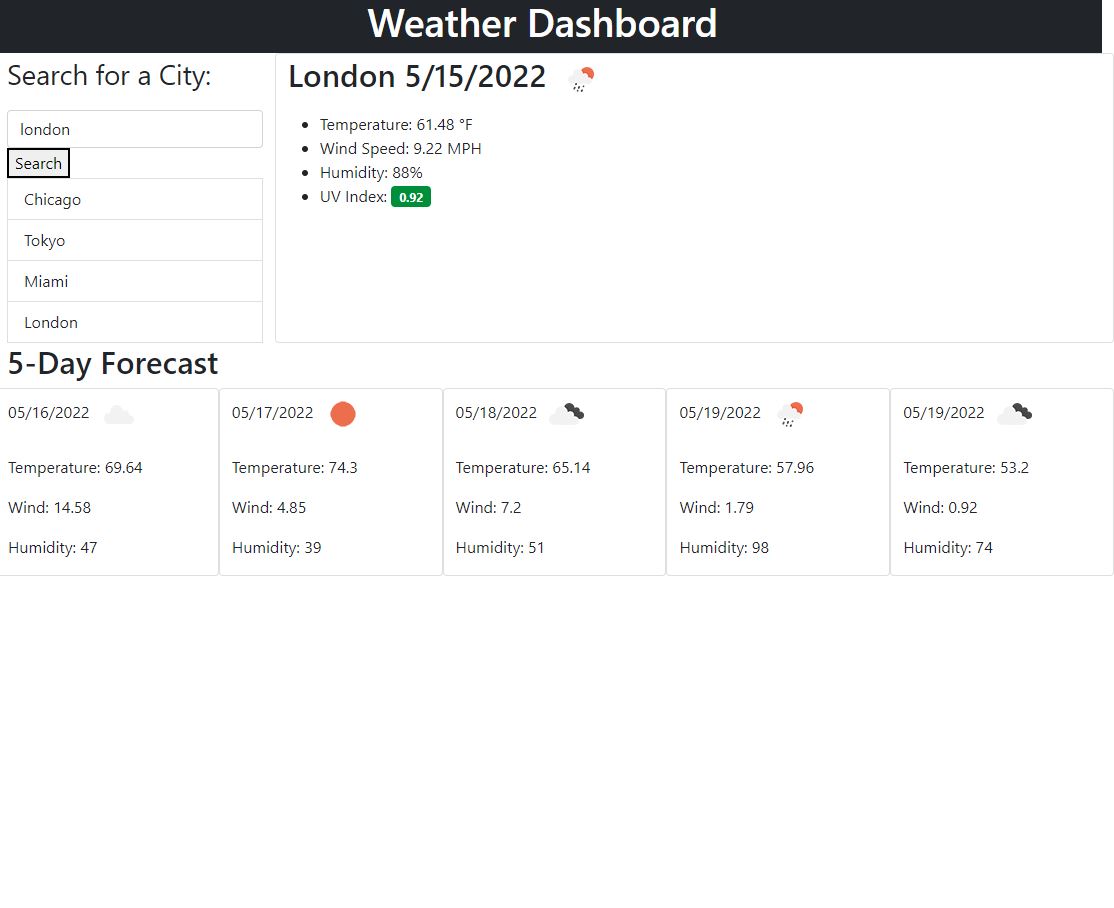 Weather Dashboard
Search for a City:
london
Search
Chicago
Tokyo
Miami
London
London 5/15/2022
Temperature: 61.48 °F
Wind Speed: 9.22 MPH
Humidity: 88%
UV Index: 0.92
5-Day Forecast
05/16/2022
Temperature: 69.64
Wind: 14.58
Humidity: 47
05/17/2022
Temperature: 74.3
Wind: 4.85
Humidity: 39
05/18/2022
Temperature: 65.14
Wind: 7.2
Humidity: 51
05/19/2022
Temperature: 57.96
Wind: 1.79
Humidity: 98
05/19/2022
Temperature: 53.2
Wind: 0.92
Humidity: 74